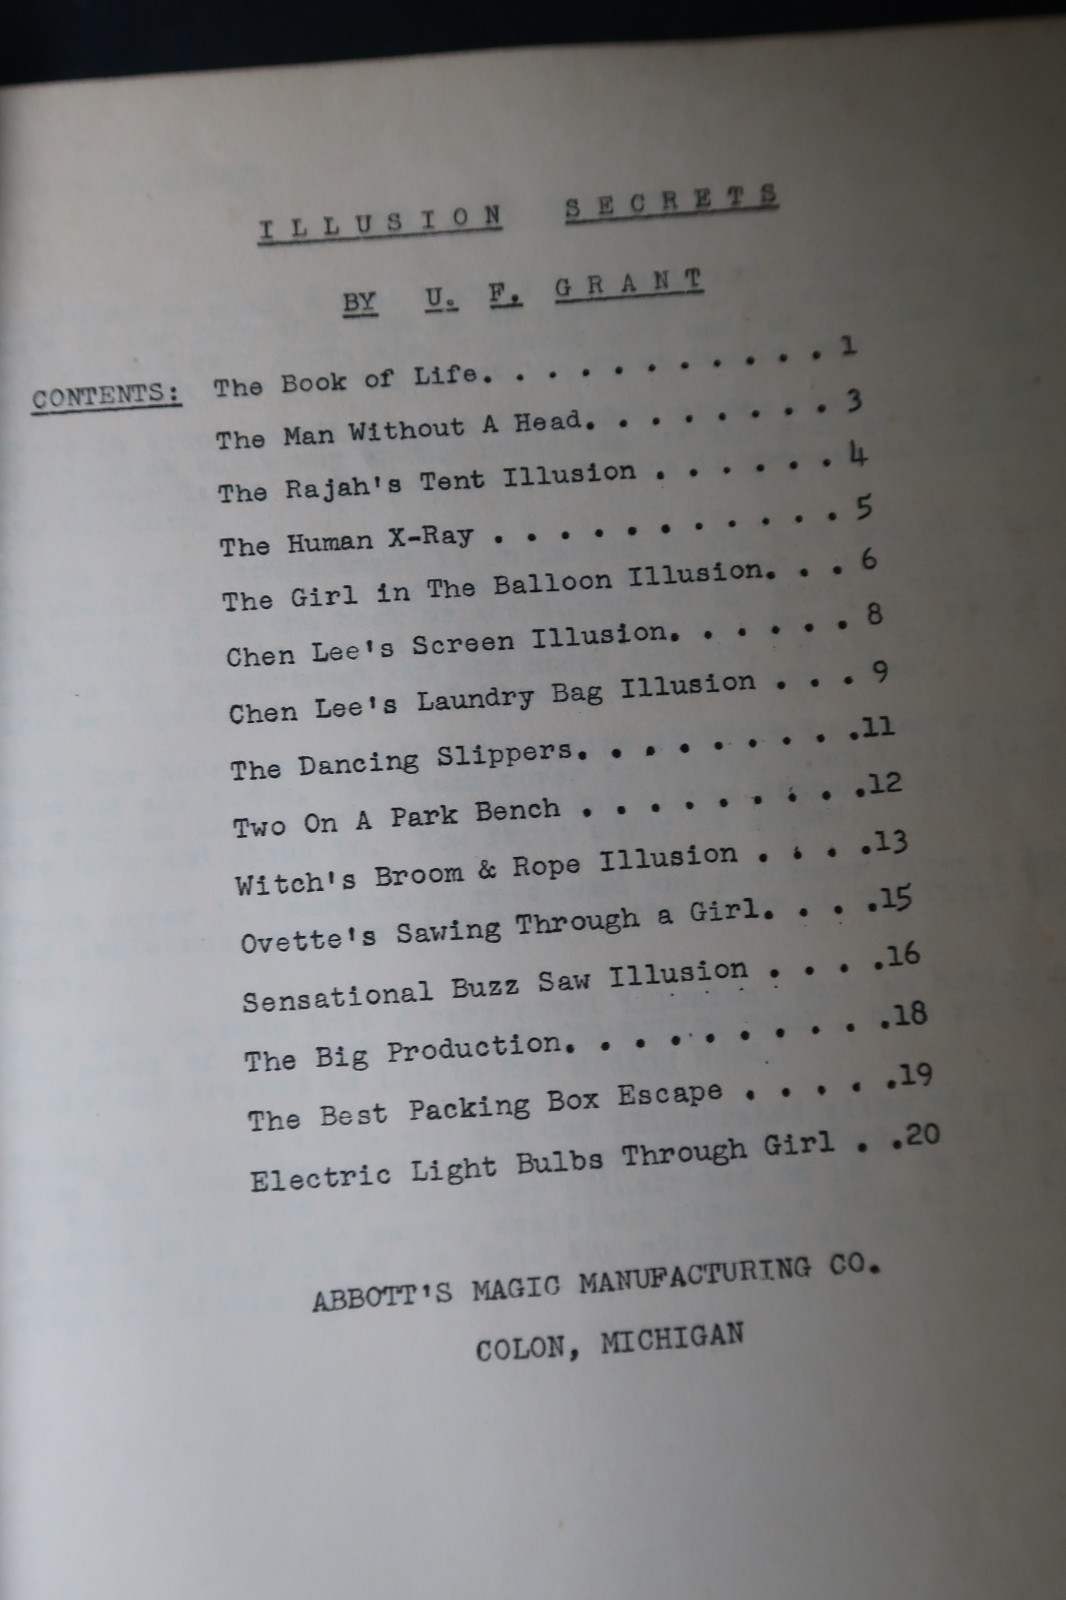 ILLUSION SECRETS
BY U. F. GRANT
CONTENTS: The Book of Life. . . . . . . . . . . 1
The Man Without A Head. . . . . . . . 3
The Rajah's Tent Illusion . . . . . . 4
The Human X-Ray . . . . . . . . . . . 5
The Girl in The Balloon Illusion. . . 6
Chen Lee's Screen Illusion. . . . . . 8
Chen Lee's Laundry Bag Illusion . . . 9
The Dancing Slippers. . . . . . . . .11
Two On A Park Bench . . . . . . . . .12
Witch's Broom & Rope Illusion . . . .13
Ovette's Sawing Through a Girl. . . .15
Sensational Buzz Saw Illusion . . . .16
The Big Production. . . . . . . . . .18
The Best Packing Box Escape . . . . .19
Electric Light Bulbs Through Girl . .20
ABBOTT'S MAGIC MANUFACTURING CO.
COLON, MICHIGAN